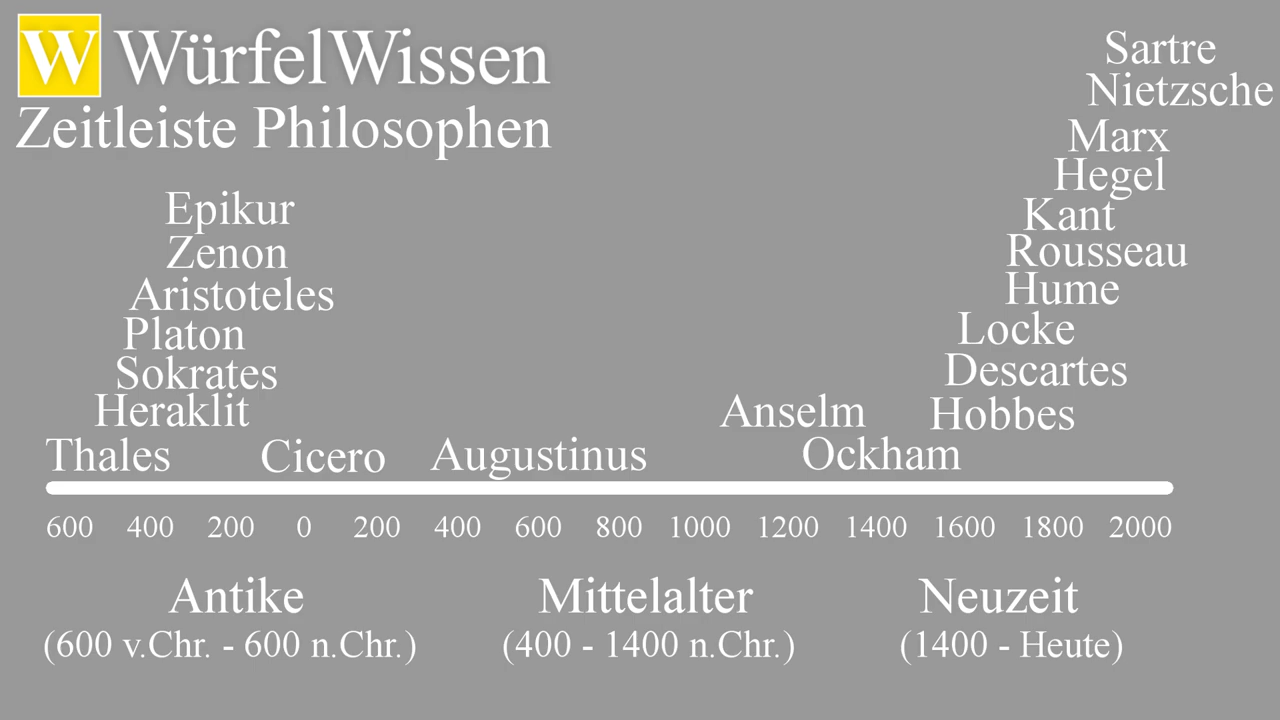 W WürfelWissen
Zeitleiste Philosophen
Sartre
Nietzsche
Marx
Hegel
Kant
Rousseau
Hume
Locke
Descartes
Hobbes
Epikur
Zenon
Aristoteles
Platon
Sokrates
Heraklit
Anselm
Thales Cicero Augustinus Ockham
600 400 200 0 200 400 600 800 1000 1200 1400 1600 1800 2000
Antike Mittelalter Neuzeit
(600 v.Chr. - 600 n.Chr.) (400 - 1400 n.Chr.) (1400 - Heute)